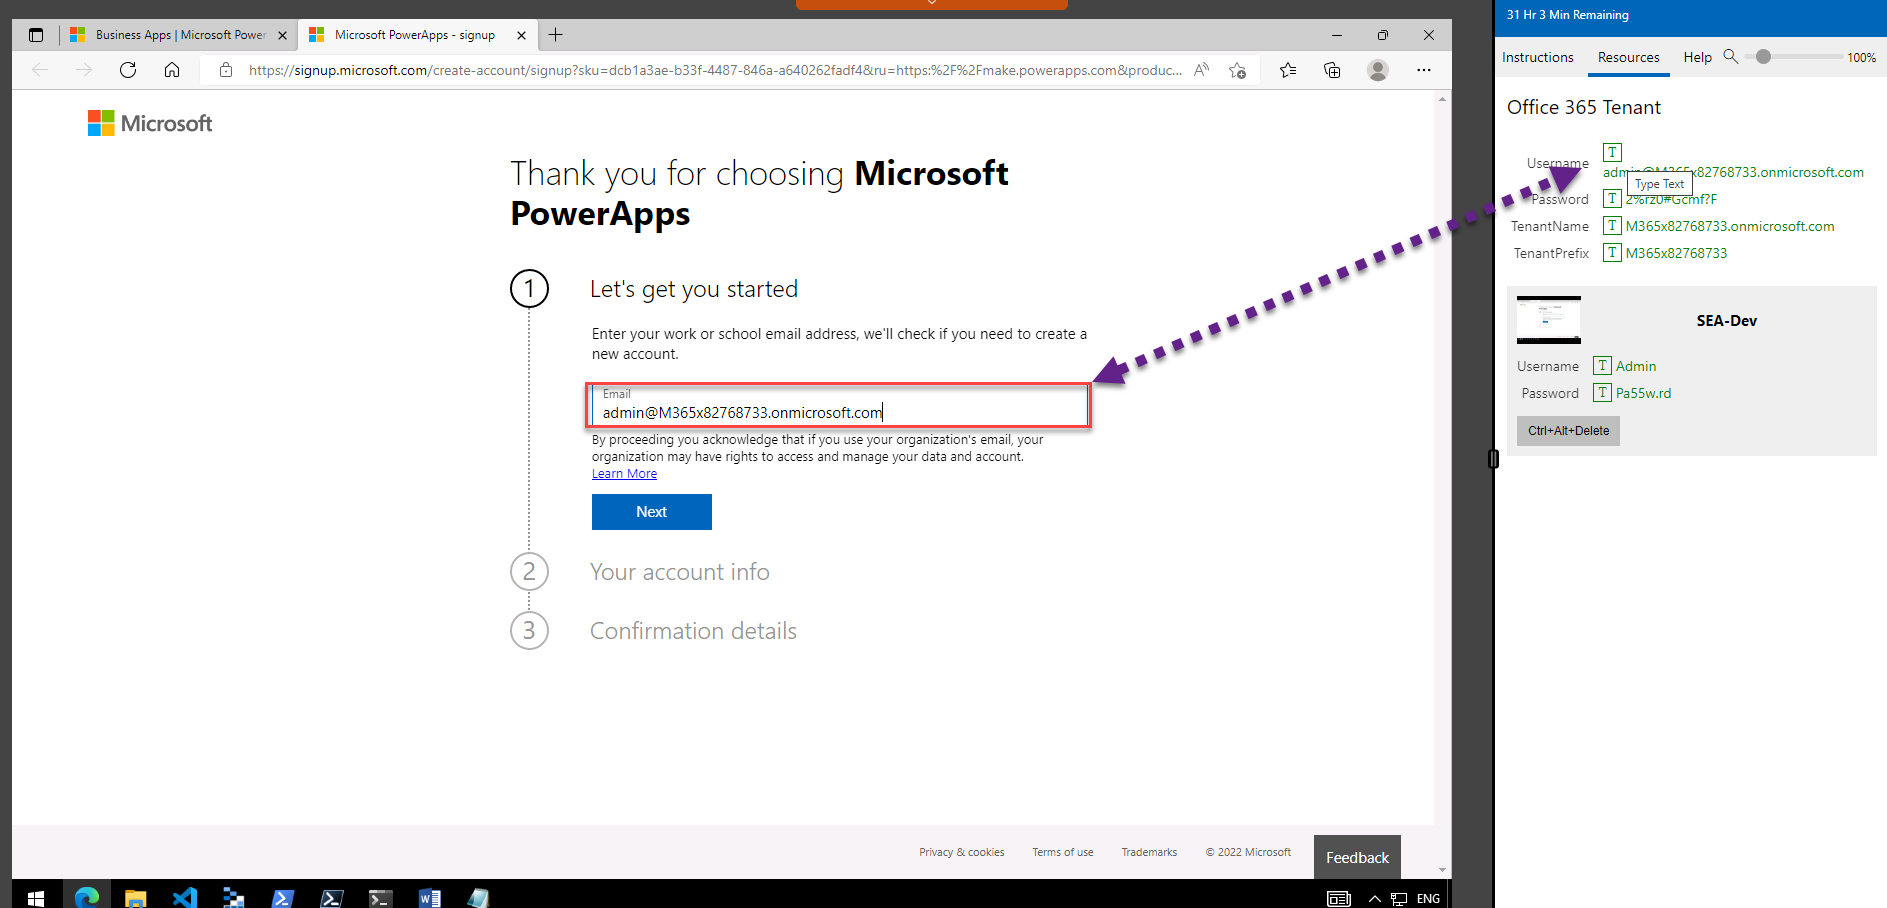 Business Apps | Microsoft Power
Microsoft PowerApps - signup
https://signup.microsoft.com/create-account/signup?sku=dcb1a3ae-b33f-4487-846a-a640262fadf4&ru=https:%2F%2Fmake.powerapps.com&produc...
Microsoft
Thank you for choosing Microsoft
PowerApps
1
Let's get you started
Enter your work or school email address, we'll check if you need to create a
new account.
Email
admin@M365x82768733.onmicrosoft.com
By proceeding you acknowledge that if you use your organization's email, your
organization may have rights to access and manage your data and account.
Learn More
Next
2
Your account info
3
Confirmation details
Privacy & cookies
Terms of use
Trademarks
© 2022 Microsoft
Feedback
ENG
31 Hr 3 Min Remaining
Instructions
Resources
Help
100%
Office 365 Tenant
Username
T
admin@M365x82768733.onmicrosoft.com
Type Text
Password
T 2%rz0#Gcmf?F
TenantName
T M365x82768733.onmicrosoft.com
TenantPrefix
T M365x82768733
SEA-Dev
Username
T Admin
Password
T Pa55w.rd
Ctrl+Alt+Delete